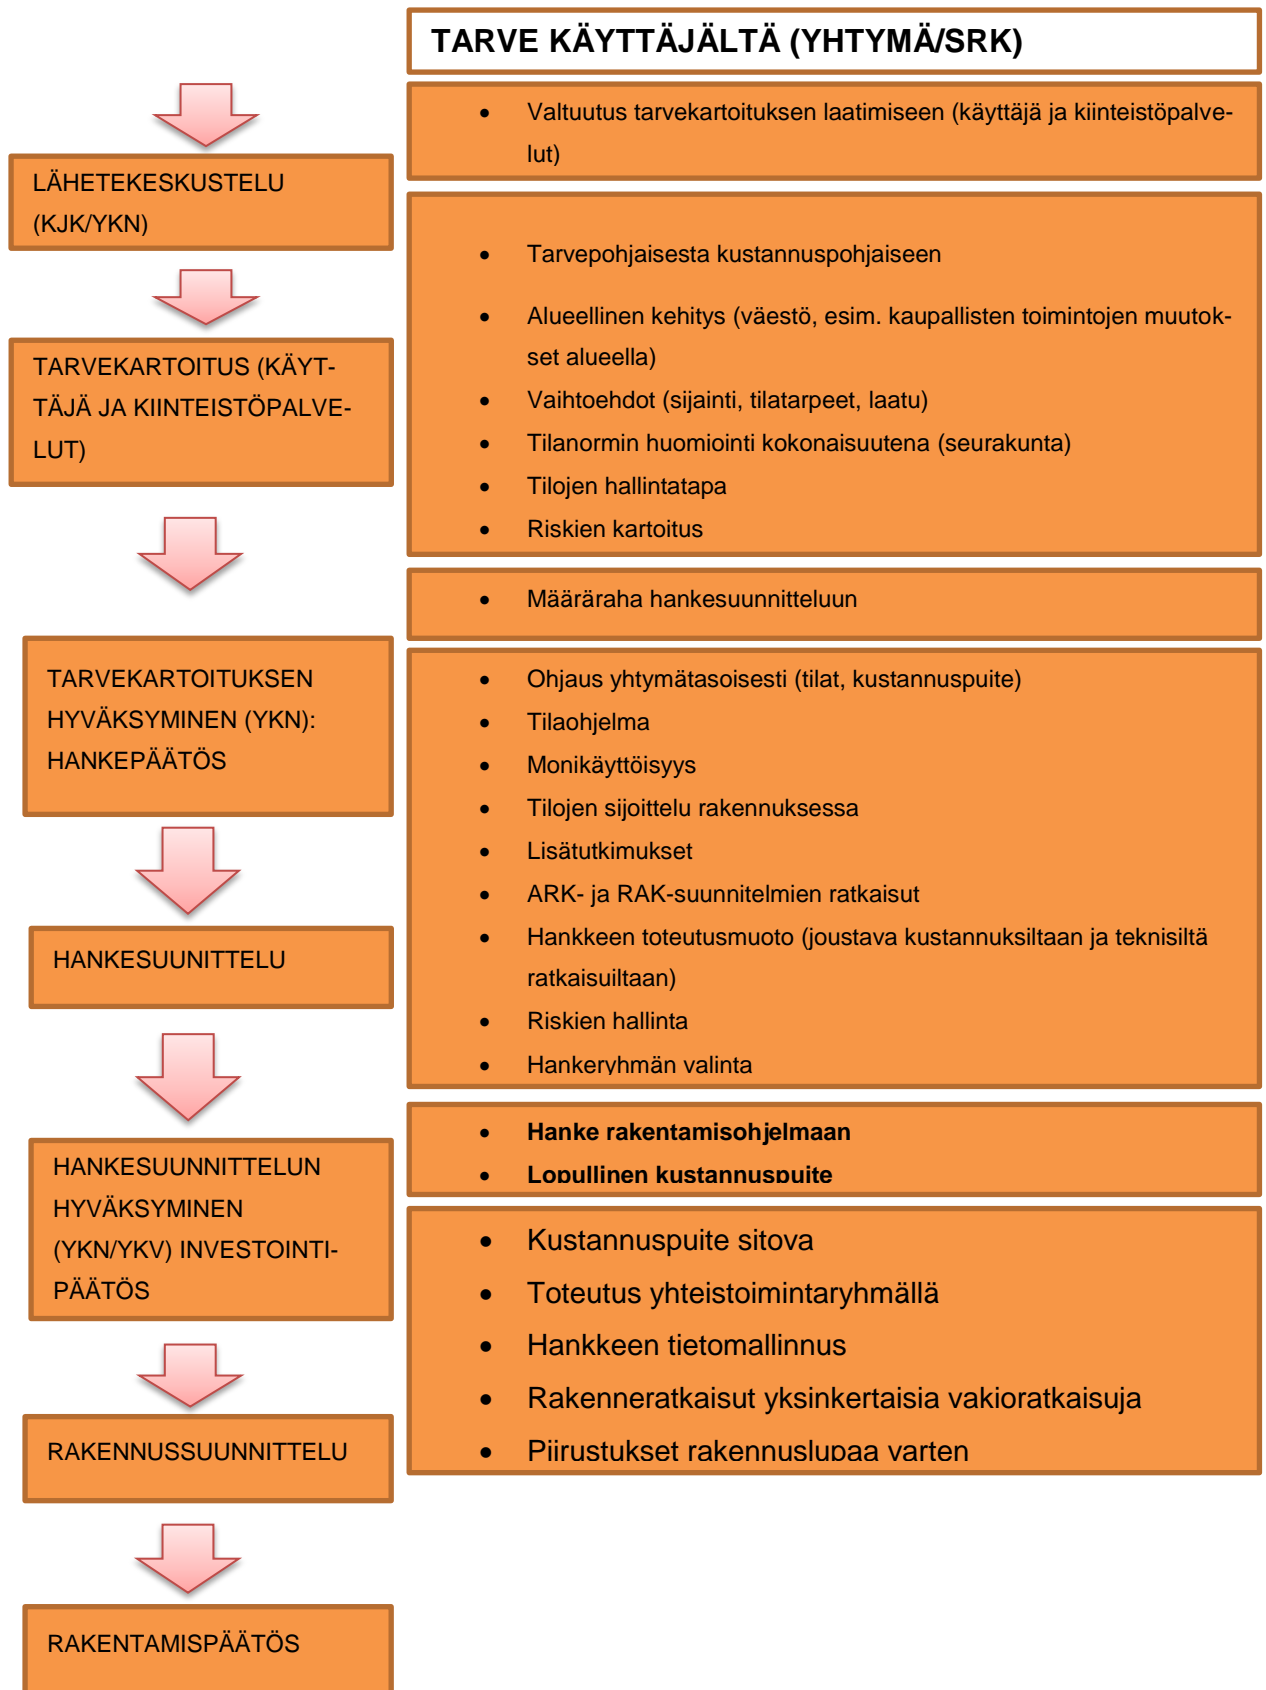 TARVE KÄYTTÄJÄLTÄ (YHTYMÄ/SRK)
LÄHETEKESKUSTELU
(KJK/YKN)
• Valtuutus tarvekartoituksen laatimiseen (käyttäjä ja kiinteistöpalve-
lut)
TARVEKARTOITUS (KÄYT-
TÄJÄ JA KIINTEISTÖPALVE-
LUT)
• Tarvepohjaisesta kustannuspohjaiseen
• Alueellinen kehitys (väestö, esim. kaupallisten toimintojen muutok-
set alueella)
• Vaihtoehdot (sijainti, tilatarpeet, laatu)
• Tilanormin huomiointi kokonaisuutena (seurakunta)
• Tilojen hallintatapa
• Riskien kartoitus
TARVEKARTOITUKSEN
HYVÄKSYMINEN (YKN):
HANKEPÄÄTÖS
• Määräraha hankesuunnitteluun
HANKESUUNITTELU
• Ohjaus yhtymätasoisesti (tilat, kustannuspuite)
• Tilaohjelma
• Monikäyttöisyys
• Tilojen sijoittelu rakennuksessa
• Lisätutkimukset
• ARK- ja RAK-suunnitelmien ratkaisut
• Hankkeen toteutusmuoto (joustava kustannuksiltaan ja teknisiltä
ratkaisuiltaan)
• Riskien hallinta
• Hankeryhmän valinta
HANKESUUNNITTELUN
HYVÄKSYMINEN
(YKN/YKV) INVESTOINTI-
PÄÄTÖS
• Hanke rakentamisohjelmaan
• Lopullinen kustannuspuite
RAKENNUSSUUNNITTELU
• Kustannuspuite sitova
• Toteutus yhteistoimintaryhmällä
• Hankkeen tietomallinnus
• Rakenneratkaisut yksinkertaisia vakioratkaisuja
• Piirustukset rakennuslupaa varten
RAKENTAMISPÄÄTÖS